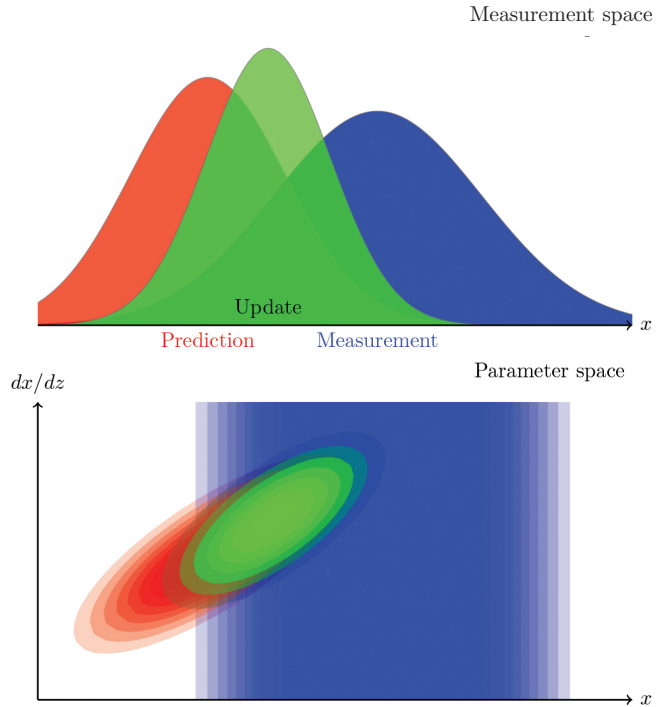 Measurement space
Update
x
Prediction
Measurement
Parameter space
dx/dz
x